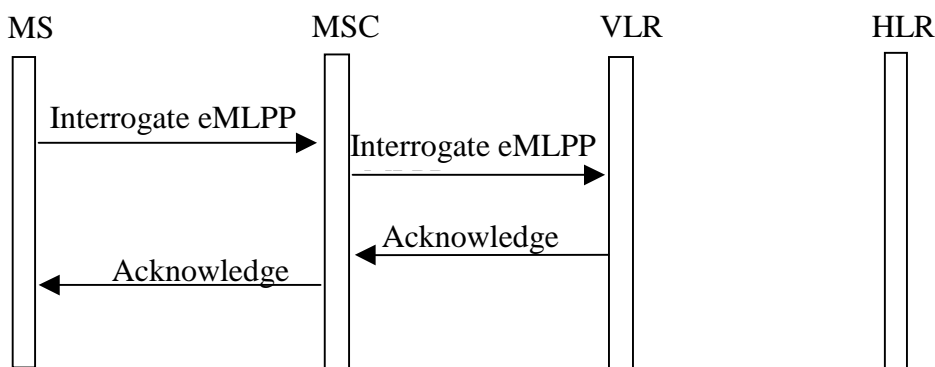 MS MSC VLR HLR
Interrogate eMLPP
Interrogate eMLPP
Acknowledge
Acknowledge